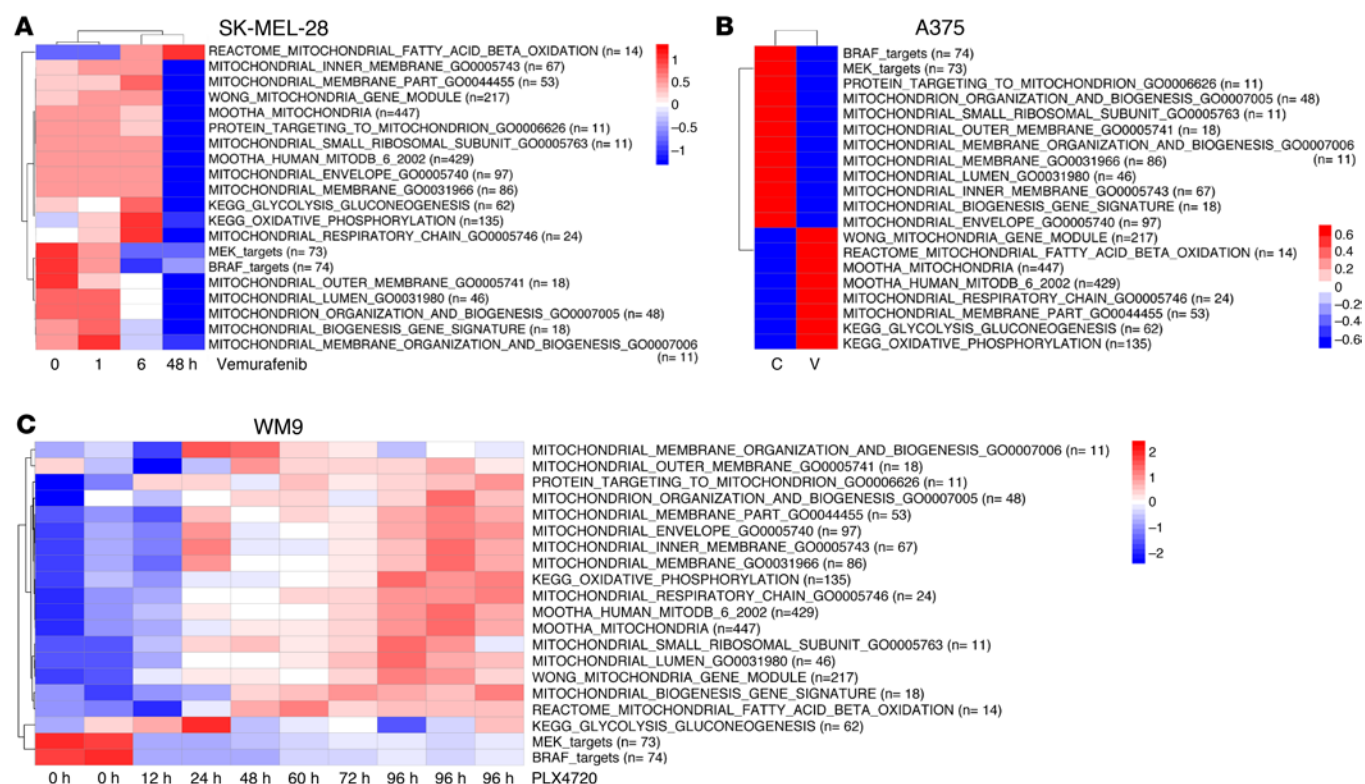 A
SK-MEL-28
REACTOME_MITOCHONDRIAL_FATTY_ACID_BETA_OXIDATION (n= 14)
MITOCHONDRIAL_INNER_MEMBRANE_GO0005743 (n= 67)
MITOCHONDRIAL_MEMBRANE_PART_GO0044455 (n= 53)
WONG_MITOCHONDRIA_GENE_MODULE (n=217)
MOOTHA_MITOCHONDRIA (n=447)
PROTEIN_TARGETING_TO_MITOCHONDRION_GO0006626 (n= 11)
MITOCHONDRIAL_SMALL_RIBOSOMAL_SUBUNIT_GO0005763 (n= 11)
MOOTHA_HUMAN_MITODB_6_2002 (n=429)
MITOCHONDRIAL_ENVELOPE_GO0005740 (n= 97)
MITOCHONDRIAL_MEMBRANE_GO0031966 (n= 86)
KEGG_GLYCOLYSIS_GLUCONEOGENESIS (n= 62)
KEGG_OXIDATIVE_PHOSPHORYLATION (n=135)
MITOCHONDRIAL_RESPIRATORY_CHAIN_GO0005746 (n= 24)
MEK_targets (n= 73)
BRAF_targets (n= 74)
MITOCHONDRIAL_OUTER_MEMBRANE_GO0005741 (n= 18)
MITOCHONDRIAL_LUMEN_GO0031980 (n= 46)
MITOCHONDRION_ORGANIZATION_AND_BIOGENESIS_GO0007005 (n= 48)
MITOCHONDRIAL_BIOGENESIS_GENE_SIGNATURE (n= 18)
MITOCHONDRIAL_MEMBRANE_ORGANIZATION_AND_BIOGENESIS_GO0007006
(n= 11)
0 1 6 48 h Vemurafenib
1
0.5
0
−0.5
−1
B
A375
BRAF_targets (n= 74)
MEK_targets (n= 73)
PROTEIN_TARGETING_TO_MITOCHONDRION_GO0006626 (n= 11)
MITOCHONDRION_ORGANIZATION_AND_BIOGENESIS_GO0007005 (n= 48)
MITOCHONDRIAL_SMALL_RIBOSOMAL_SUBUNIT_GO0005763 (n= 11)
MITOCHONDRIAL_OUTER_MEMBRANE_GO0005741 (n= 18)
MITOCHONDRIAL_MEMBRANE_ORGANIZATION_AND_BIOGENESIS_GO0007006
(n= 11)
MITOCHONDRIAL_MEMBRANE_GO0031966 (n= 86)
MITOCHONDRIAL_LUMEN_GO0031980 (n= 46)
MITOCHONDRIAL_INNER_MEMBRANE_GO0005743 (n= 67)
MITOCHONDRIAL_BIOGENESIS_GENE_SIGNATURE (n= 18)
MITOCHONDRIAL_ENVELOPE_GO0005740 (n= 97)
WONG_MITOCHONDRIA_GENE_MODULE (n=217)
REACTOME_MITOCHONDRIAL_FATTY_ACID_BETA_OXIDATION (n= 14)
MOOTHA_MITOCHONDRIA (n=447)
MOOTHA_HUMAN_MITODB_6_2002 (n=429)
MITOCHONDRIAL_RESPIRATORY_CHAIN_GO0005746 (n= 24)
MITOCHONDRIAL_MEMBRANE_PART_GO0044455 (n= 53)
KEGG_GLYCOLYSIS_GLUCONEOGENESIS (n= 62)
KEGG_OXIDATIVE_PHOSPHORYLATION (n=135)
C V
0.6
0.4
0.2
0
−0.2
−0.4
−0.6
C
WM9
MITOCHONDRIAL_MEMBRANE_ORGANIZATION_AND_BIOGENESIS_GO0007006 (n= 11)
MITOCHONDRIAL_OUTER_MEMBRANE_GO0005741 (n= 18)
PROTEIN_TARGETING_TO_MITOCHONDRION_GO0006626 (n= 11)
MITOCHONDRION_ORGANIZATION_AND_BIOGENESIS_GO0007005 (n= 48)
MITOCHONDRIAL_MEMBRANE_PART_GO0044455 (n= 53)
MITOCHONDRIAL_ENVELOPE_GO0005740 (n= 97)
MITOCHONDRIAL_INNER_MEMBRANE_GO0005743 (n= 67)
MITOCHONDRIAL_MEMBRANE_GO0031966 (n= 86)
KEGG_OXIDATIVE_PHOSPHORYLATION (n=135)
MITOCHONDRIAL_RESPIRATORY_CHAIN_GO0005746 (n= 24)
MOOTHA_HUMAN_MITODB_6_2002 (n=429)
MOOTHA_MITOCHONDRIA (n=447)
MITOCHONDRIAL_SMALL_RIBOSOMAL_SUBUNIT_GO0005763 (n= 11)
MITOCHONDRIAL_LUMEN_GO0031980 (n= 46)
WONG_MITOCHONDRIA_GENE_MODULE (n=217)
MITOCHONDRIAL_BIOGENESIS_GENE_SIGNATURE (n= 18)
REACTOME_MITOCHONDRIAL_FATTY_ACID_BETA_OXIDATION (n= 14)
KEGG_GLYCOLYSIS_GLUCONEOGENESIS (n= 62)
MEK_targets (n= 73)
BRAF_targets (n= 74)
0 h 0 h 12 h 24 h 48 h 60 h 72 h 96 h 96 h 96 h PLX4720
2
1
0
−1
−2